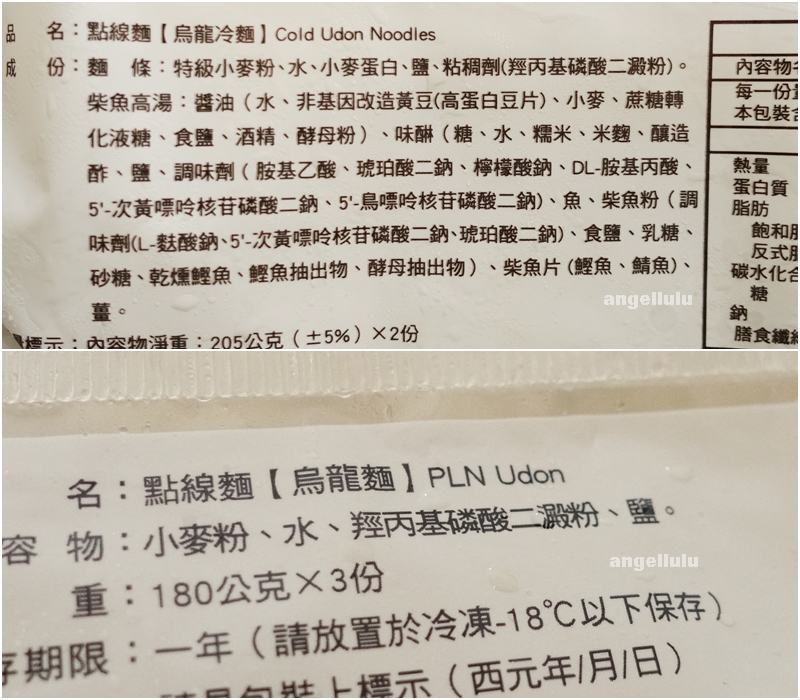 品 名：點線麵【烏龍冷麵】Cold Udon Noodles
成 份：麵 條：特級小麥粉、水、小麥蛋白、鹽、粘稠劑(羥丙基磷酸二澱粉)。
柴魚高湯：醬油（水、非基因改造黃豆(高蛋白豆片)、小麥、蔗糖轉
化液糖、食鹽、酒精、酵母粉）、味醂（糖、水、糯米、米麴、釀造
酢、鹽、調味劑（胺基乙酸、琥珀酸二鈉、檸檬酸鈉、DL-胺基丙酸、
5'-次黃嘌呤核苷磷酸二鈉、5'-鳥嘌呤核苷磷酸二鈉)、魚、柴魚粉（調
味劑(L-麩酸鈉、5'-次黃嘌呤核苷磷酸二鈉、琥珀酸二鈉)、食鹽、乳糖、
砂糖、乾燥鰹魚、鰹魚抽出物、酵母抽出物）、柴魚片(鰹魚、鯖魚)、
薑。
標示：內容物淨重：205公克（±5%）×2份
內容物
每一份量
本包裝含
熱量
蛋白質
脂肪
飽和脂
反式脂
碳水化合
糖
鈉
膳食纖維
angellulu
名：點線麵【烏龍麵】PLN Udon
容 物：小麥粉、水、羥丙基磷酸二澱粉、鹽。
angellulu
重：180公克×3份
存期限：一年（請放置於冷凍-18℃以下保存）
標示（西元年/月/日）